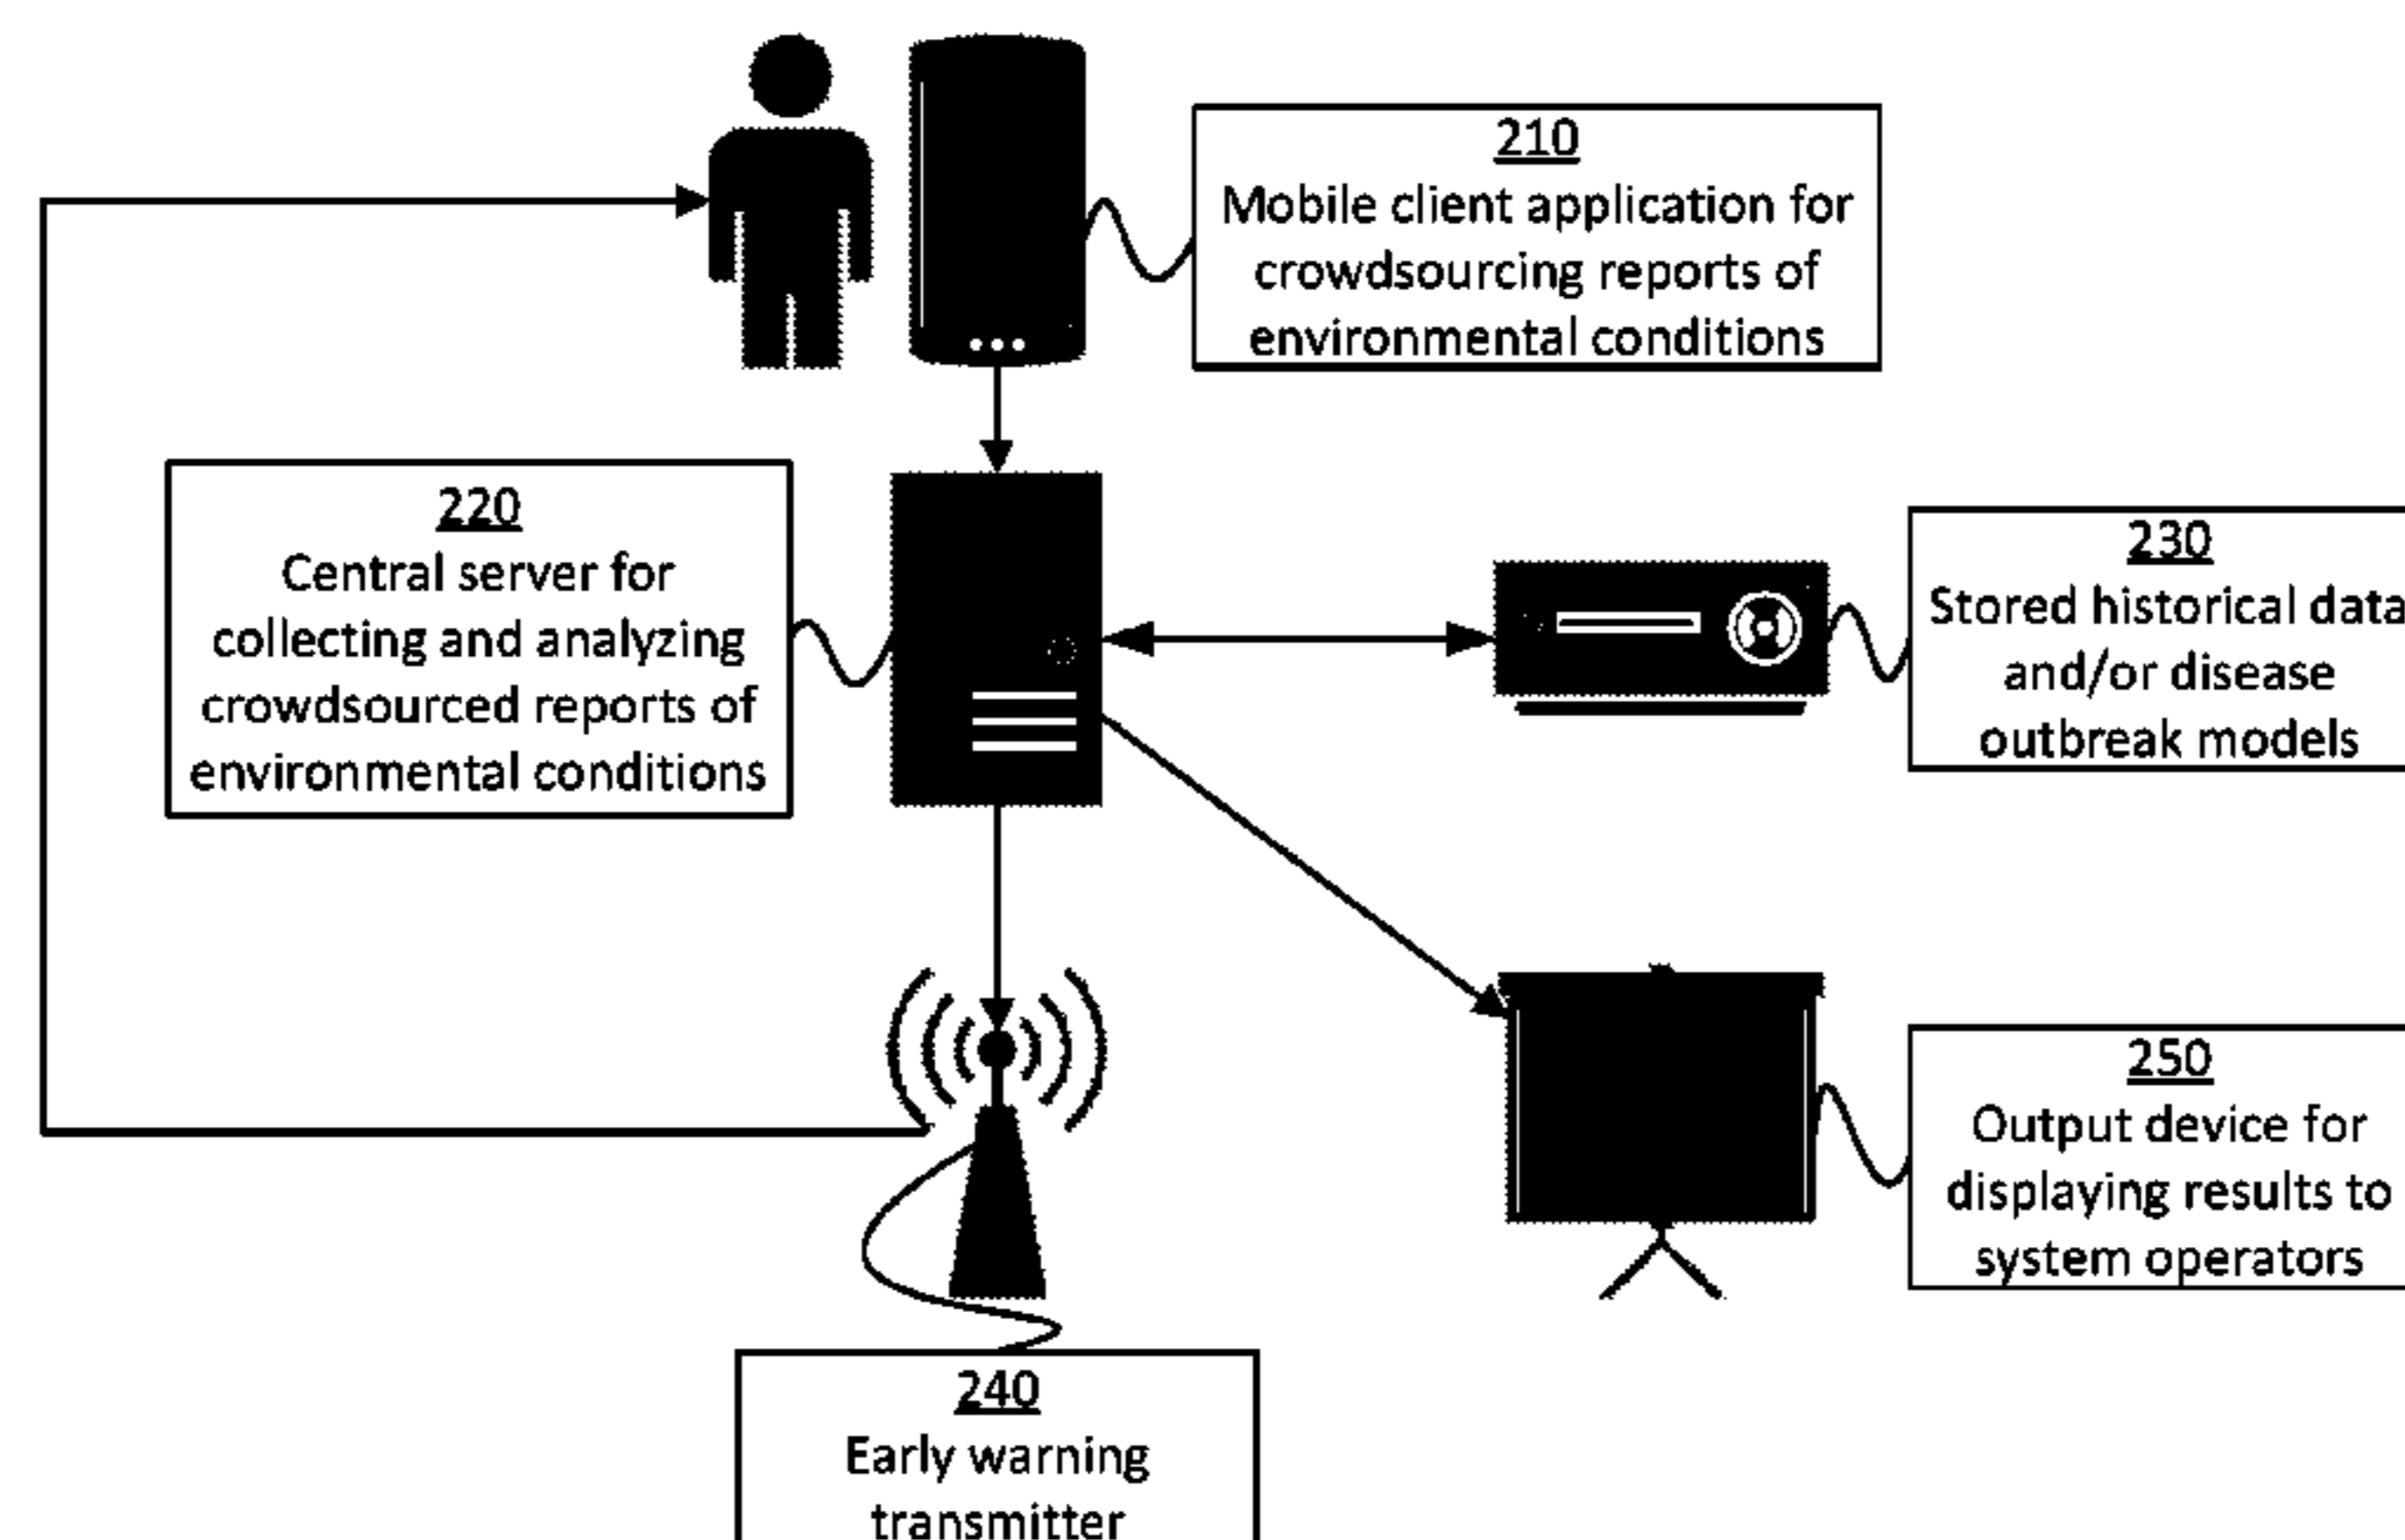 210
Mobile client application for
crowdsourcing reports of
environmental conditions
220
Central server for
collecting and analyzing
crowdsourced reports of
environmental conditions
230
Stored historical data
and/or disease
outbreak models
250
Output device for
displaying results to
system operators
240
Early warning
transmitter